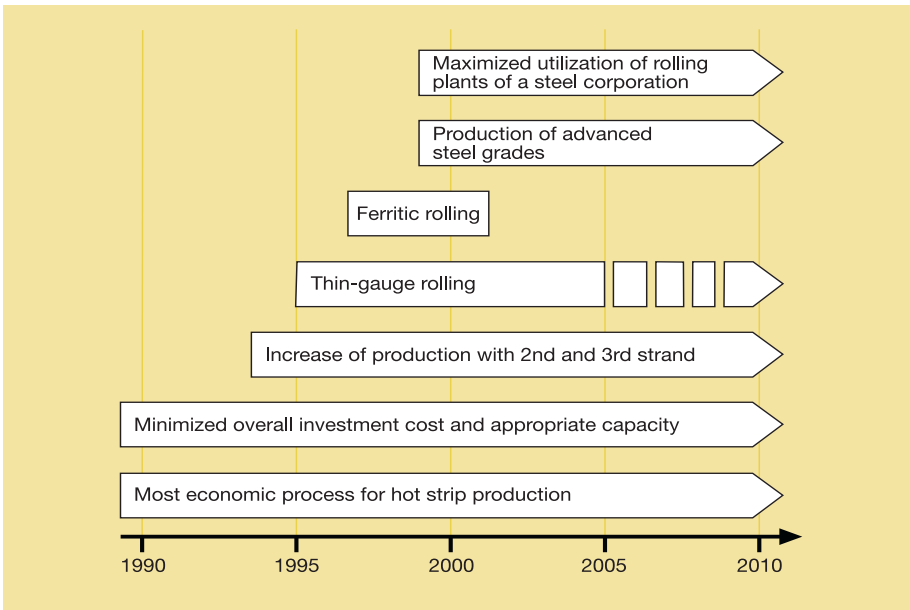 Maximized utilization of rolling
plants of a steel corporation
Production of advanced
steel grades
Ferritic rolling
Thin-gauge rolling
Increase of production with 2nd and 3rd strand
Minimized overall investment cost and appropriate capacity
Most economic process for hot strip production
1990 1995 2000 2005 2010